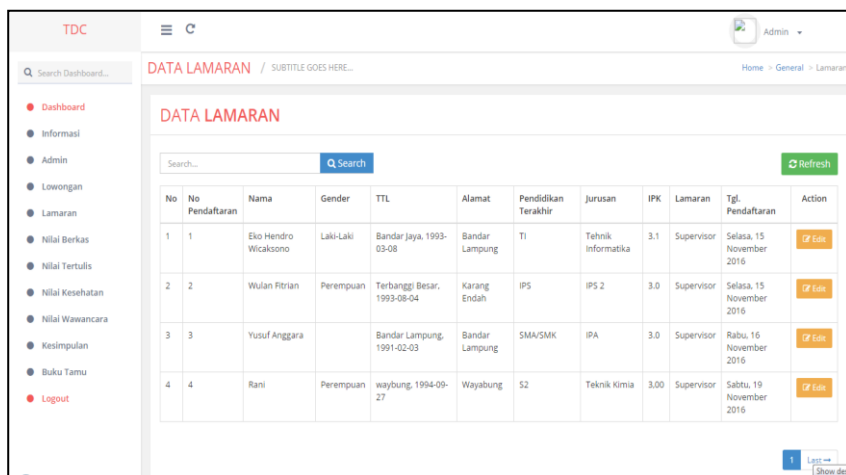 TDC
Admin
Search Dashboard...
DATA LAMARAN / SUBTITLE GOES HERE...
Home > General > Lamaran
Dashboard
Informasi
Admin
Lowongan
Lamaran
Nilai Berkas
Nilai Tertulis
Nilai Kesehatan
Nilai Wawancara
Kesimpulan
Buku Tamu
Logout
DATA LAMARAN
Search...
Search
Refresh
No No Pendaftaran Nama Gender TTL Alamat Pendidikan Terakhir Jurusan IPK Lamaran Tgl. Pendaftaran Action
1 1 Eko Hendro Wicaksono Laki-Laki Bandar Jaya, 1993-03-08 Bandar Lampung TI Tehnik Informatika 3.1 Supervisor Selasa, 15 November 2016 Edit
2 2 Wulan Fitrian Perempuan Terbanggi Besar, 1993-08-04 Karang Endah IPS IPS 2 3.0 Supervisor Selasa, 15 November 2016 Edit
3 3 Yusuf Anggara Bandar Lampung, 1991-02-03 Bandar Lampung SMA/SMK IPA 3.0 Supervisor Rabu, 16 November 2016 Edit
4 4 Rani Perempuan waybung, 1994-09-27 Wayabung S2 Teknik Kimia 3,00 Supervisor Sabtu, 19 November 2016 Edit
1 Last→
Show des